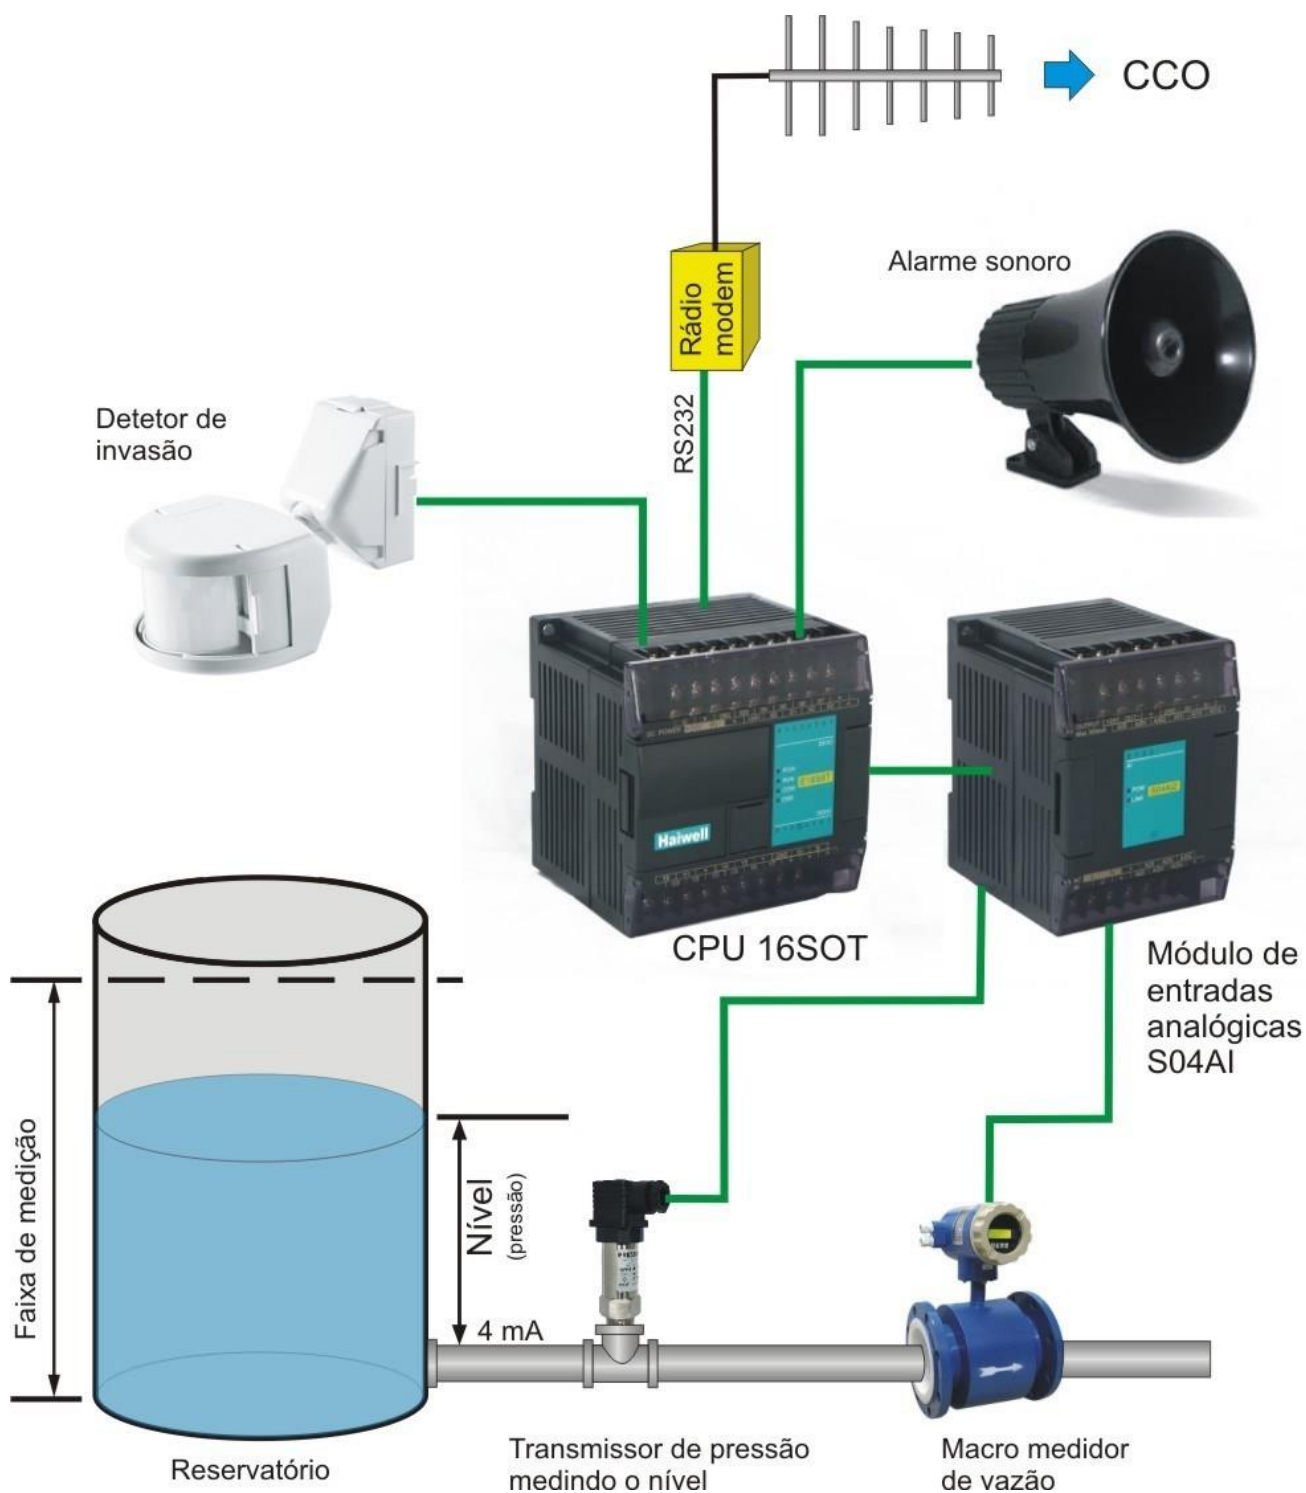 CCO
Alarme sonoro
Rádio
modem
RS232
Detetor de
invasão
Haiwell
CPU 16SOT
Módulo de
entradas
analógicas
S04AI
Faixa de medição
Nível
(pressão)
4 mA
Reservatório
Transmissor de pressão
medindo o nível
Macro medidor
de vazão